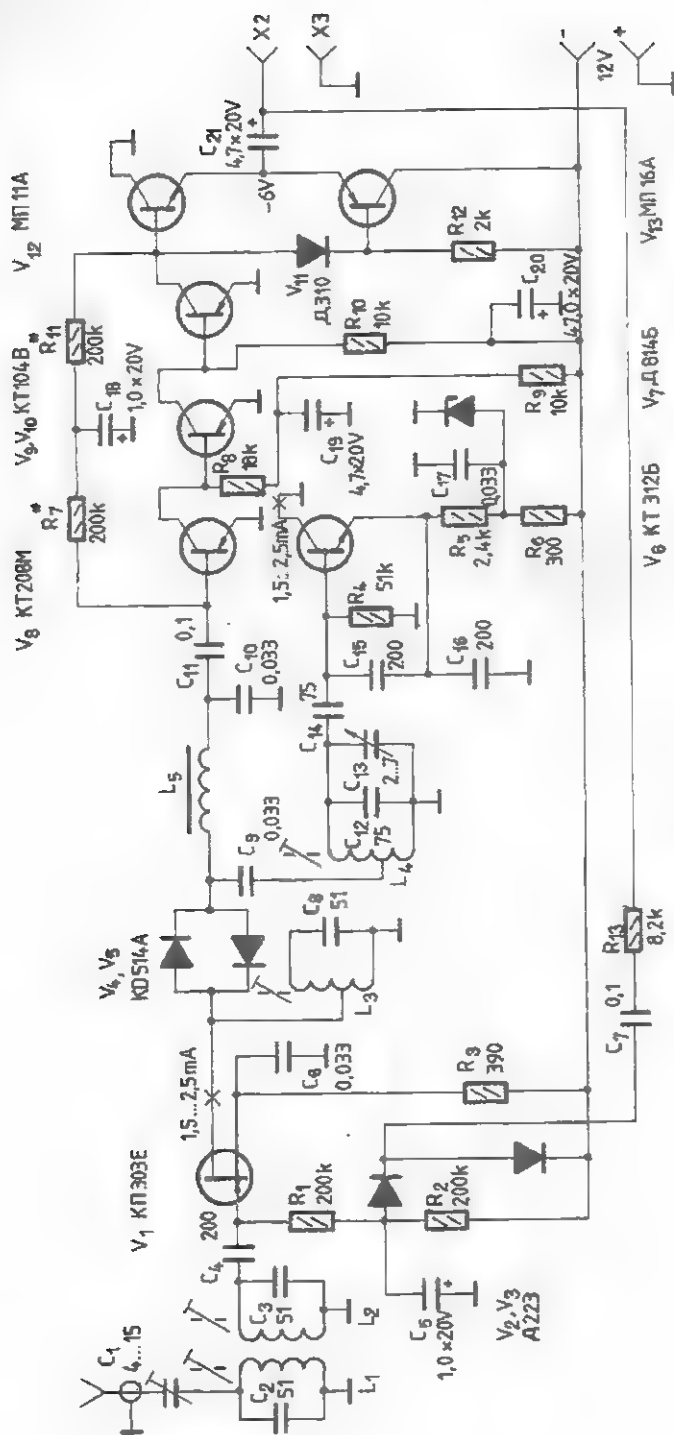 C1
4...15
C2
51
L1
C3
51
L2
C4
200
V1 КП303Е
1,5...2,5mA
R1
200k
R2
200k
C5
1,0×20V
V2, V3
Д223
C6
0,033
R3
390
V4, V5
KD514A
L3
C8
51
C9
0,033
L4
C12
75
C13
2...7
C14
75
L5
C10
0,033
C11
0,1
V8 КТ208М
R7*
200k
C18
1,0×20V
R11*
200k
V9, V10 КТ104В
V12 МП11А
R8
18k
1,5...2,5mA
C15
200
R4
51k
C16
200
R5
2,4k
R6
300
C17
0,033
C19
4,7×20V
R9
10k
R10
10k
C20
47,0×20V
V11
Д310
R12
2k
-6V
C21
4,7×20V
X2
X3
-
12V
+
V6 КТ312Б
V7 Д814Б
V13 МП16А
C7
0,1
R13
8,2k